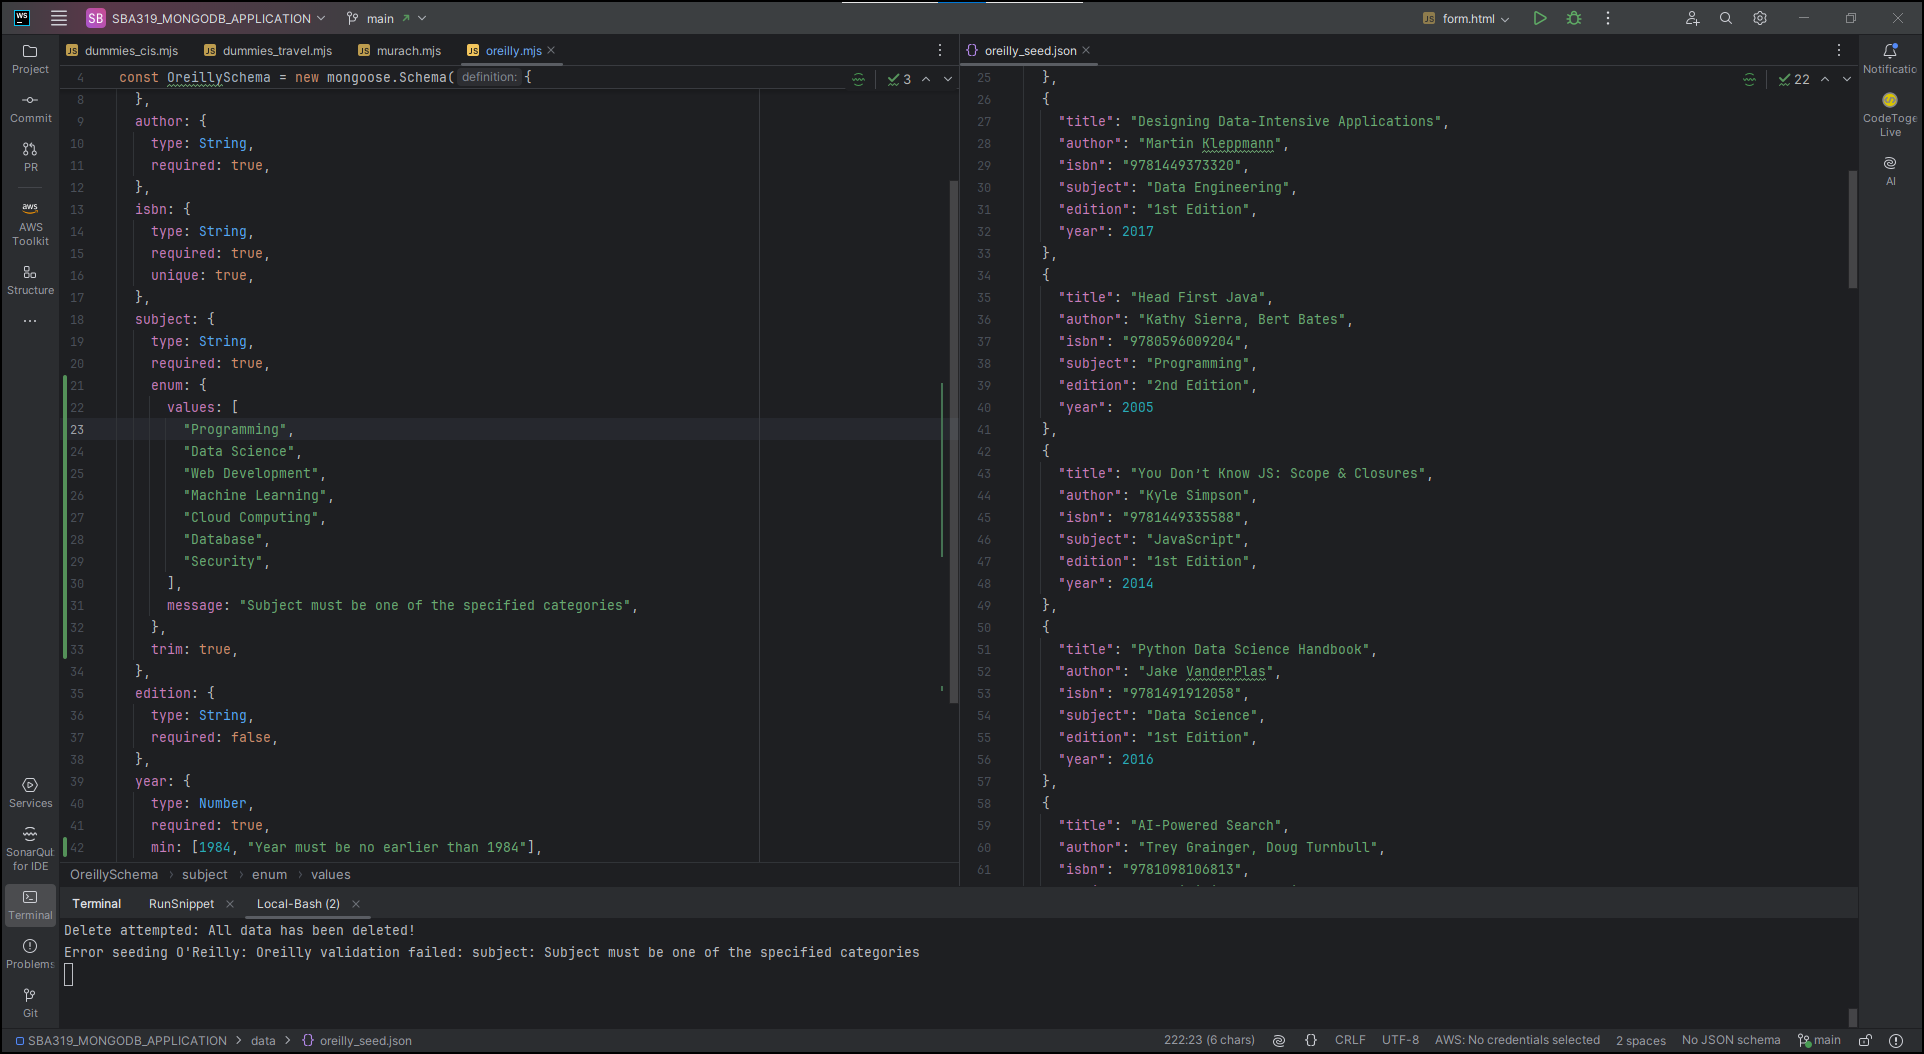 WS SB SBA319_MONGODB_APPLICATION main JS form.html
Project
Commit
PR
aws
AWS
Toolkit
Structure
JS dummies_cis.mjs JS dummies_travel.mjs JS murach.mjs JS oreilly.mjs
4 const OreillySchema = new mongoose.Schema( definition: {
3
8 },
9 author: {
10 type: String,
11 required: true,
12 },
13 isbn: {
14 type: String,
15 required: true,
16 unique: true,
17 },
18 subject: {
19 type: String,
20 required: true,
21 enum: {
22 values: [
23 "Programming",
24 "Data Science",
25 "Web Development",
26 "Machine Learning",
27 "Cloud Computing",
28 "Database",
29 "Security",
30 ],
31 message: "Subject must be one of the specified categories",
32 },
33 trim: true,
34 },
35 edition: {
36 type: String,
37 required: false,
38 },
39 year: {
40 type: Number,
41 required: true,
42 min: [1984, "Year must be no earlier than 1984"],
OreillySchema › subject › enum › values
{} oreilly_seed.json
22
25 },
26 {
27 "title": "Designing Data-Intensive Applications",
28 "author": "Martin Kleppmann",
29 "isbn": "9781449373320",
30 "subject": "Data Engineering",
31 "edition": "1st Edition",
32 "year": 2017
33 },
34 {
35 "title": "Head First Java",
36 "author": "Kathy Sierra, Bert Bates",
37 "isbn": "9780596009204",
38 "subject": "Programming",
39 "edition": "2nd Edition",
40 "year": 2005
41 },
42 {
43 "title": "You Don't Know JS: Scope & Closures",
44 "author": "Kyle Simpson",
45 "isbn": "9781449335588",
46 "subject": "JavaScript",
47 "edition": "1st Edition",
48 "year": 2014
49 },
50 {
51 "title": "Python Data Science Handbook",
52 "author": "Jake VanderPlas",
53 "isbn": "9781491912058",
54 "subject": "Data Science",
55 "edition": "1st Edition",
56 "year": 2016
57 },
58 {
59 "title": "AI-Powered Search",
60 "author": "Trey Grainger, Doug Turnbull",
61 "isbn": "9781098106813",
Notificatio
CodeToge
Live
AI
Services
SonarQub
for IDE
Terminal
Problems
Git
Terminal RunSnippet Local-Bash (2)
Delete attempted: All data has been deleted!
Error seeding O'Reilly: Oreilly validation failed: subject: Subject must be one of the specified categories
SBA319_MONGODB_APPLICATION > data > {} oreilly_seed.json
222:23 (6 chars) {} CRLF UTF-8 AWS: No credentials selected 2 spaces No JSON schema main